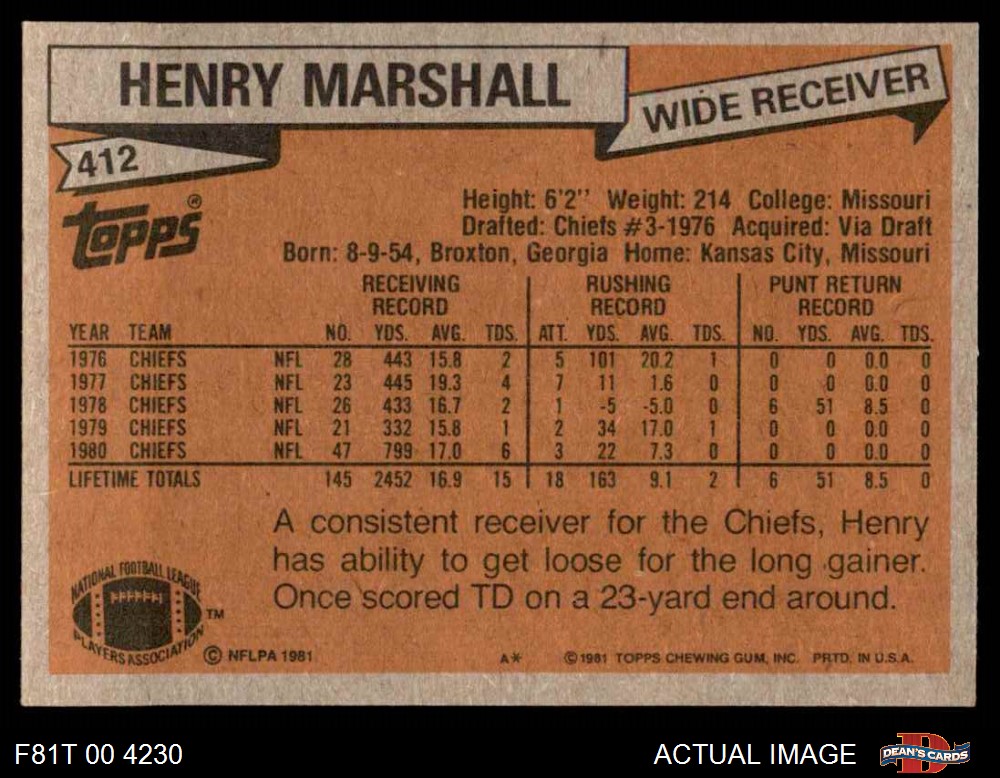 HENRY MARSHALL
WIDE RECEIVER
412
TOPPS®
Height: 6'2'' Weight: 214 College: Missouri
Drafted: Chiefs #3-1976 Acquired: Via Draft
Born: 8-9-54, Broxton, Georgia Home: Kansas City, Missouri
RECEIVING RECORD RUSHING RECORD PUNT RETURN RECORD
YEAR TEAM NO. YDS. AVG. TDS. ATT. YDS. AVG. TDS. NO. YDS. AVG. TDS.
1976 CHIEFS NFL 28 443 15.8 2 5 101 20.2 1 0 0 0.0 0
1977 CHIEFS NFL 23 445 19.3 4 7 11 1.6 0 0 0 0.0 0
1978 CHIEFS NFL 26 433 16.7 2 1 -5 -5.0 0 6 51 8.5 0
1979 CHIEFS NFL 21 332 15.8 1 2 34 17.0 1 0 0 0.0 0
1980 CHIEFS NFL 47 799 17.0 6 3 22 7.3 0 0 0 0.0 0
LIFETIME TOTALS 145 2452 16.9 15 18 163 9.1 2 6 51 8.5 0
A consistent receiver for the Chiefs, Henry
has ability to get loose for the long gainer.
Once scored TD on a 23-yard end around.
NATIONAL FOOTBALL LEAGUE
PLAYERS ASSOCIATION
TM
© NFLPA 1981
A* © 1981 TOPPS CHEWING GUM, INC. PRTD. IN U.S.A.
F81T 00 4230
ACTUAL IMAGE
D
DEAN'S CARDS